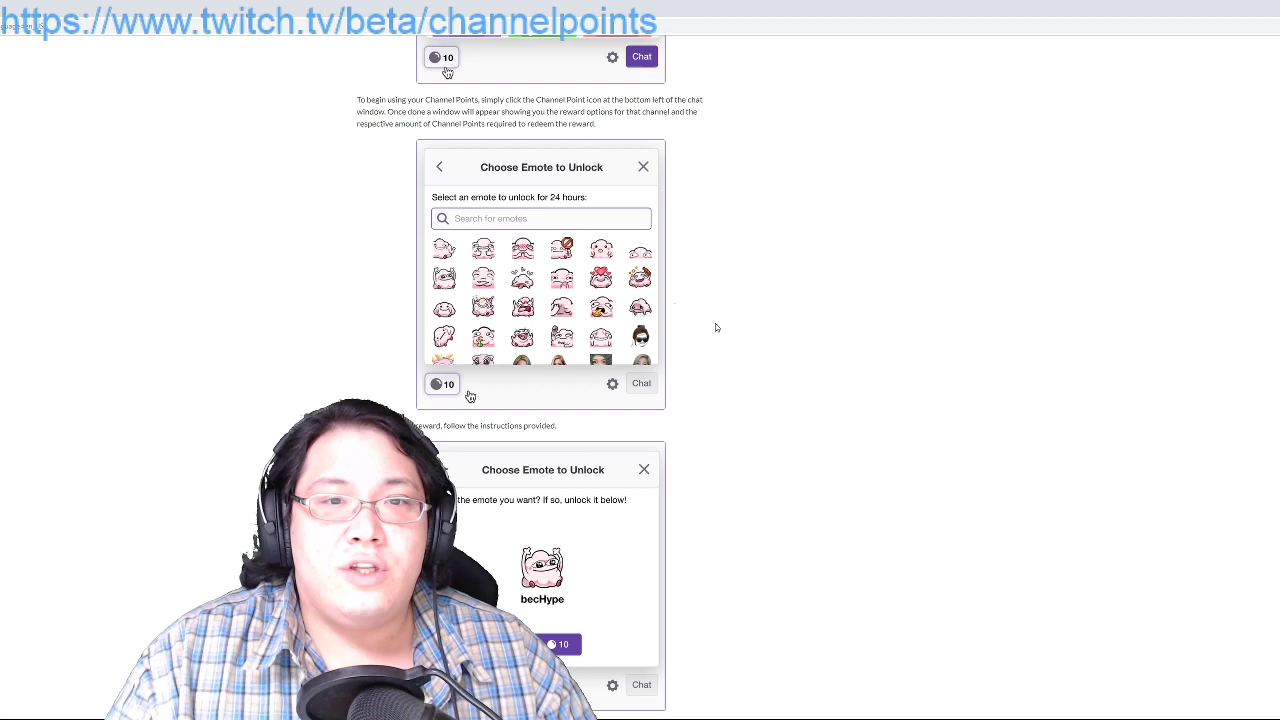 https://www.twitch.tv/beta/channelpoints
10
Chat
To begin using your Channel Points, simply click the Channel Point icon at the bottom left of the chat
window. Once done a window will appear showing you the reward options for that channel and the
respective amount of Channel Points required to redeem the reward.
Choose Emote to Unlock
Select an emote to unlock for 24 hours:
Search for emotes
10
Chat
reward, follow the instructions provided.
Choose Emote to Unlock
the emote you want? If so, unlock it below!
becHype
10
Chat